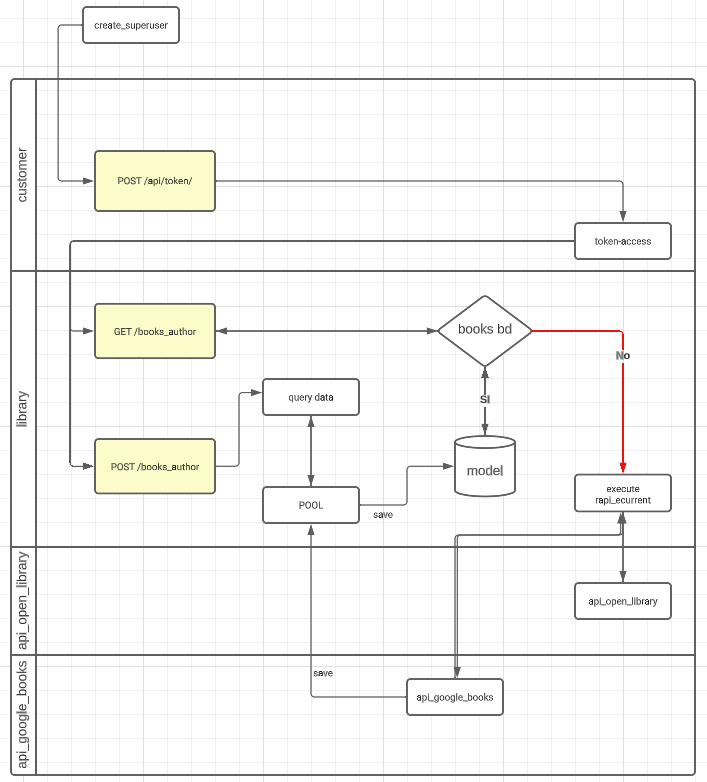 create_superuser
customer
POST /api/token/
token-access
library
GET /books_author
books bd
No
query data
SI
POST /books_author
model
POOL
save
execute
rapi_ecurrent
api_open_library
api_open_library
api_google_books
save
api_google_books